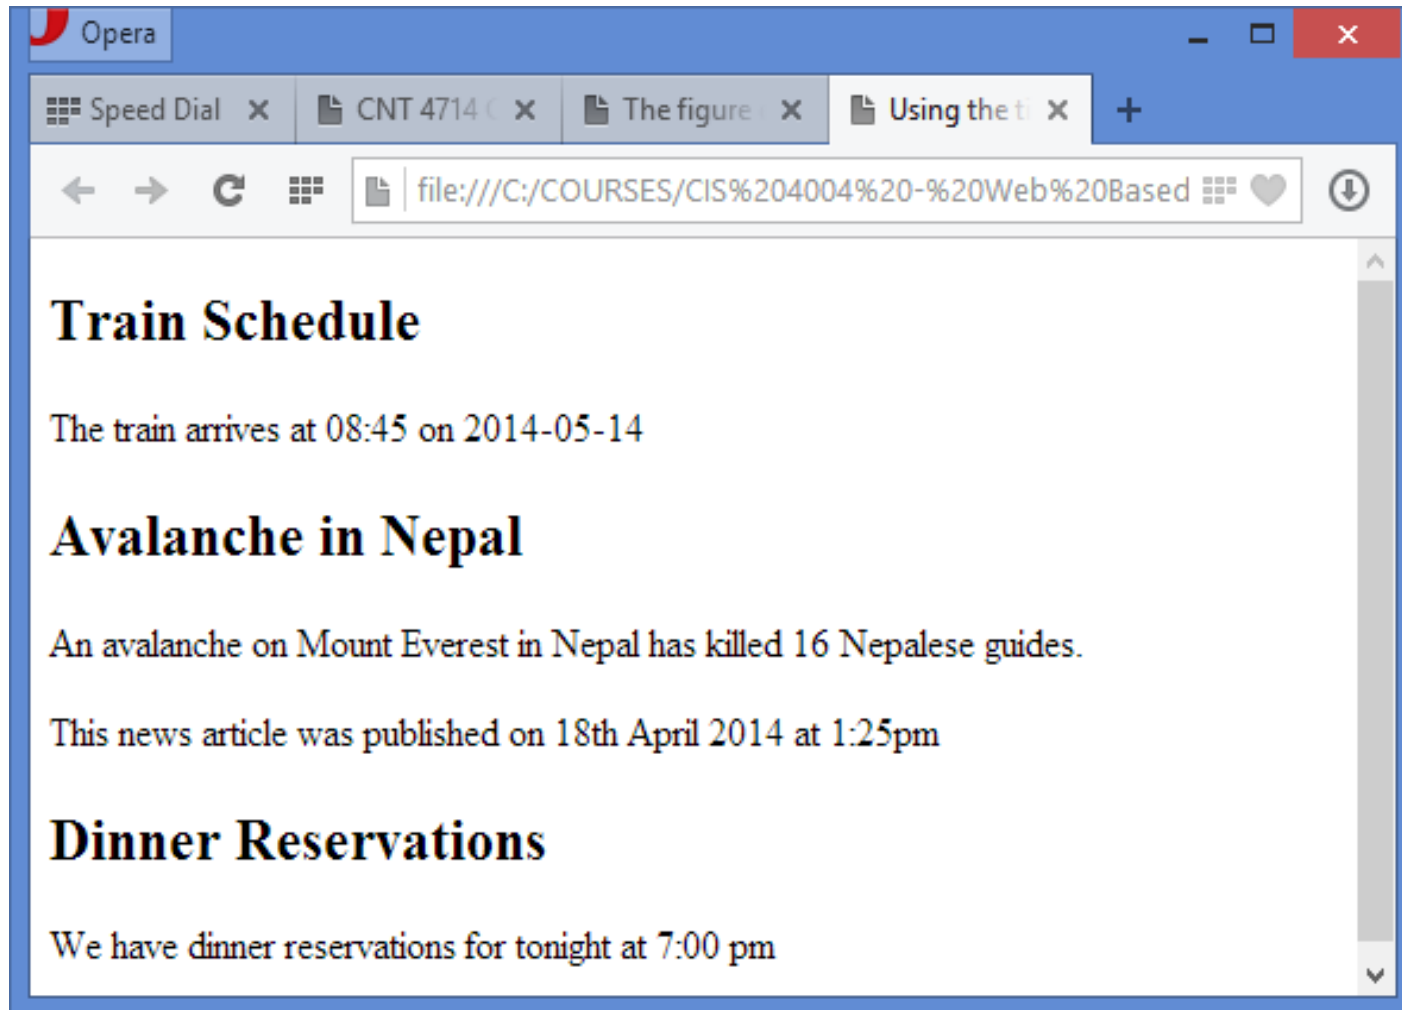 Opera
Speed Dial CNT 4714 The figure Using the ti
file:///C:/COURSES/CIS%204004%20-%20Web%20Based
Train Schedule
The train arrives at 08:45 on 2014-05-14
Avalanche in Nepal
An avalanche on Mount Everest in Nepal has killed 16 Nepalese guides.
This news article was published on 18th April 2014 at 1:25pm
Dinner Reservations
We have dinner reservations for tonight at 7:00 pm